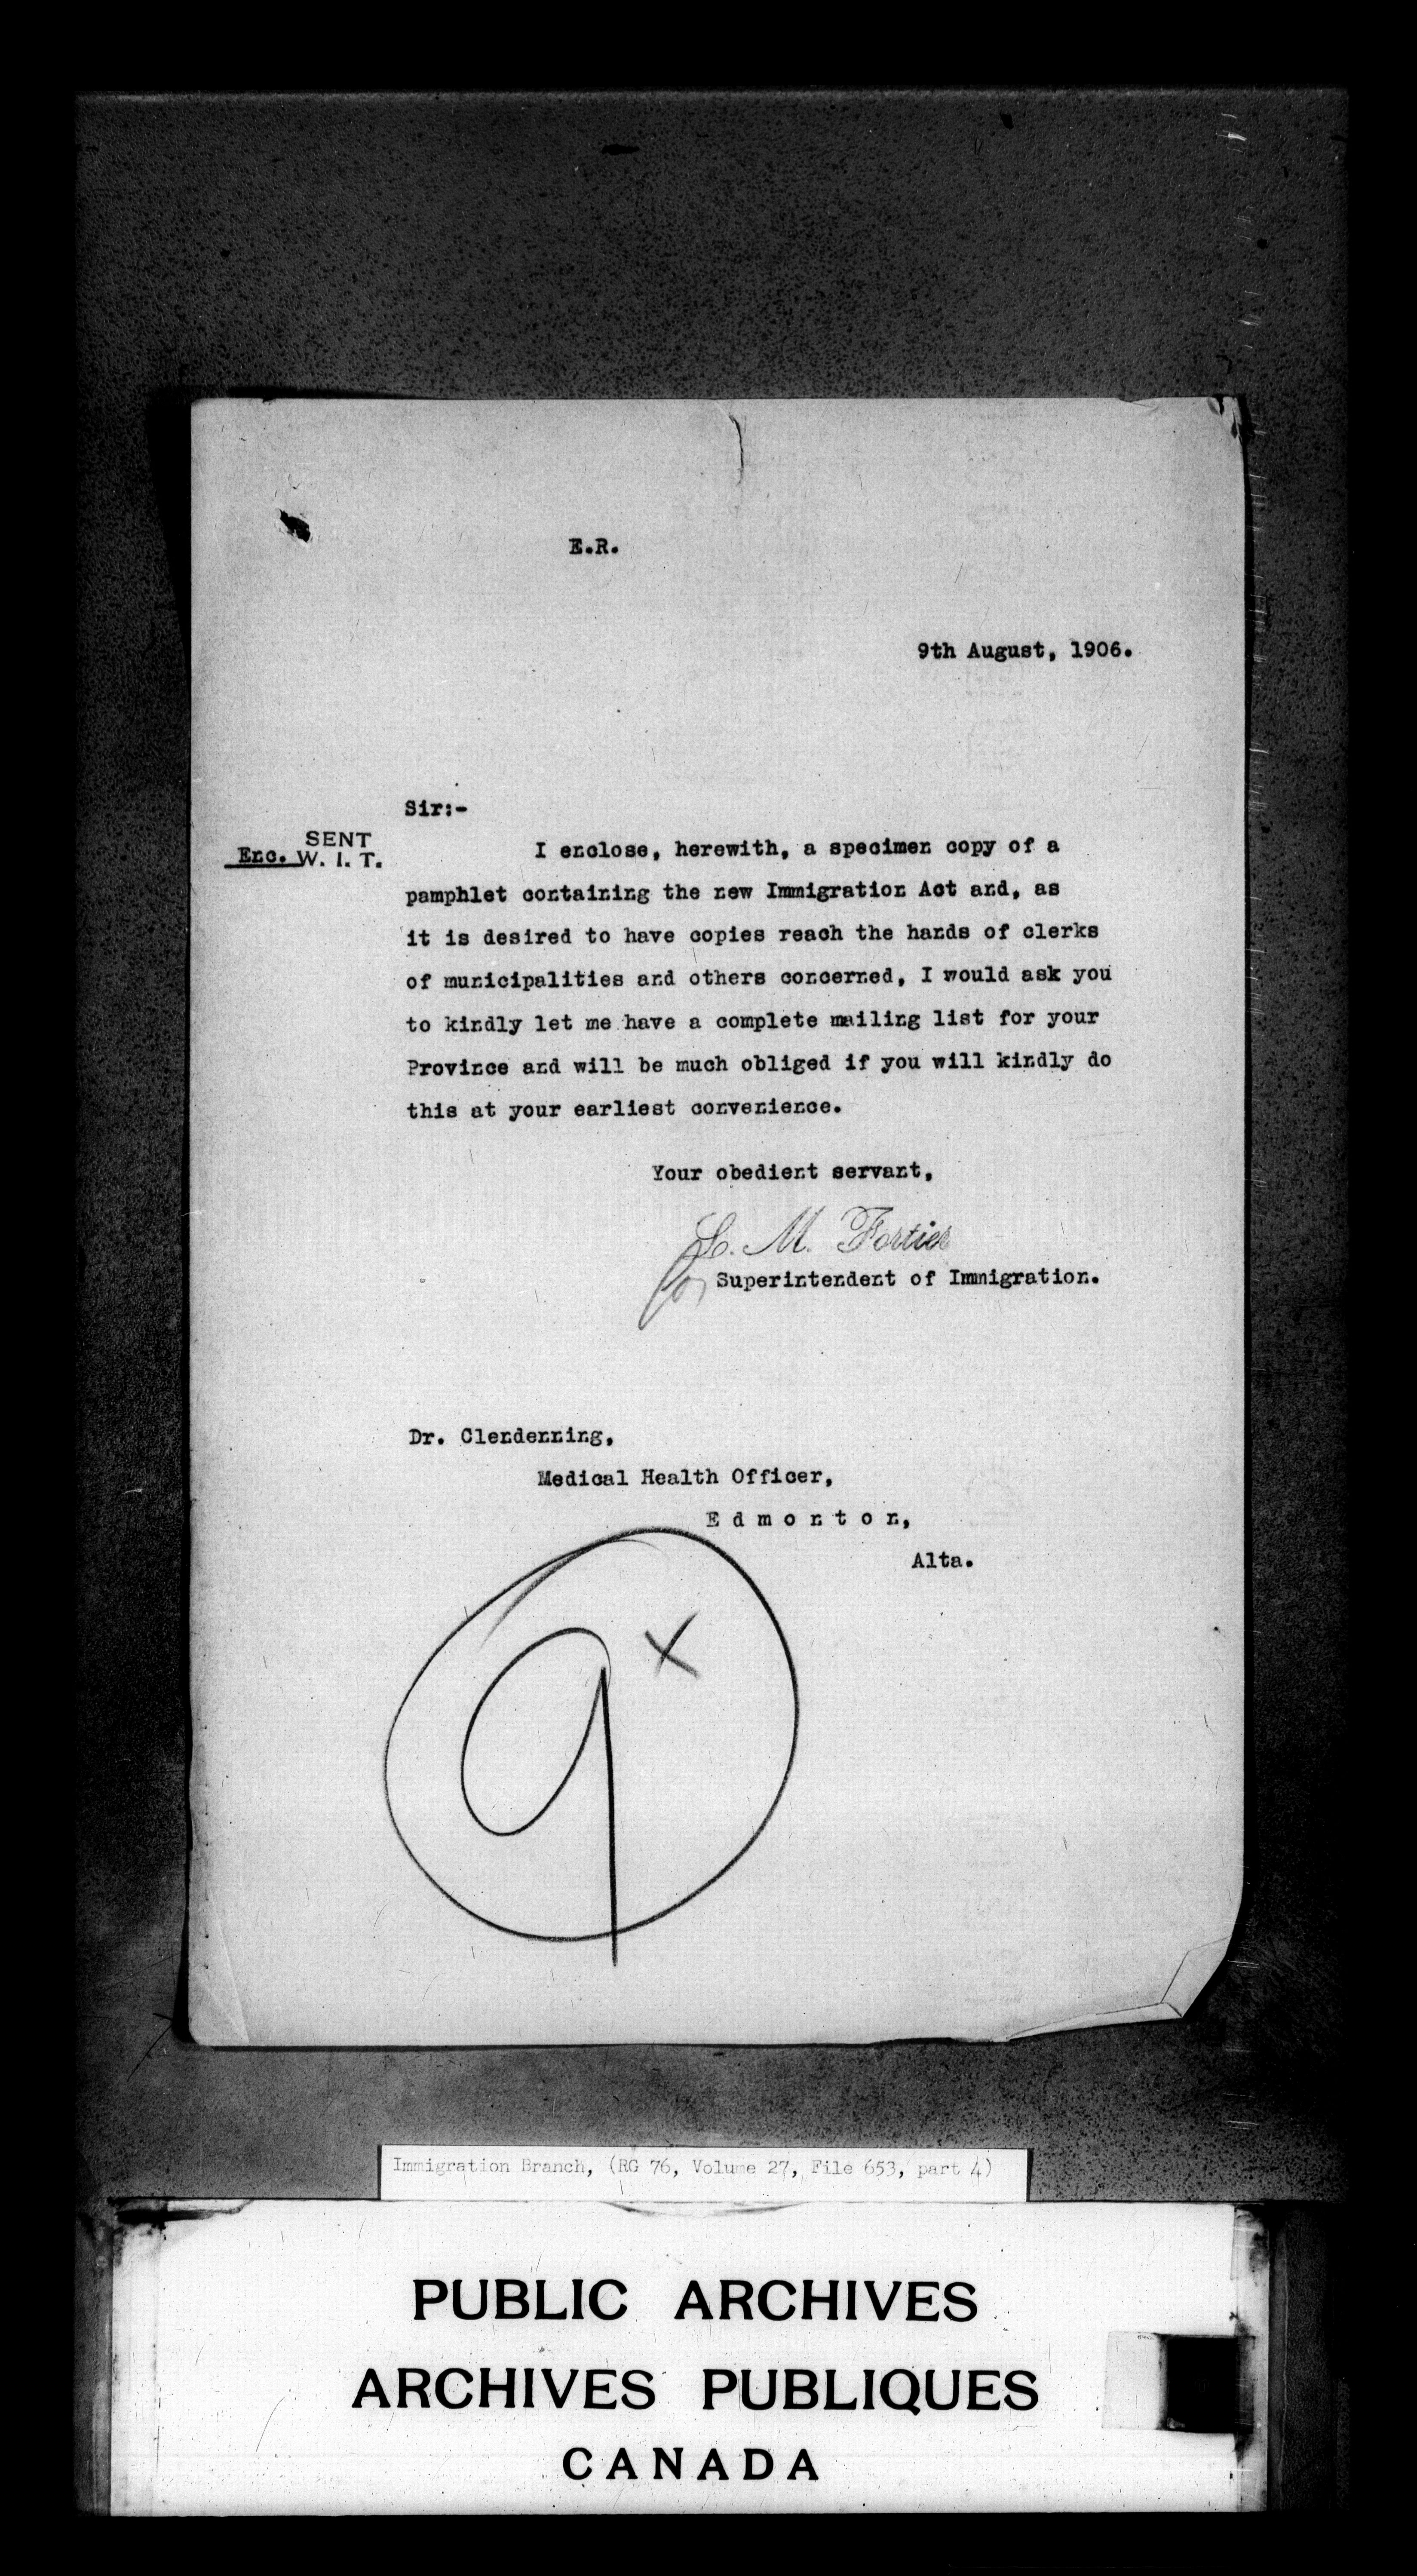 E.R.
9th August, 1906.
Sir:-
SENT
Enc. W. I. T.
I enclose, herewith, a specimen copy of a
pamphlet containing the new Immigration Act and, as
it is desired to have copies reach the hands of clerks
of municipalities and others concerned, I would ask you
to kindly let me have a complete mailing list for your
Province and will be much obliged if you will kindly do
this at your earliest convenience.
Your obedient servant,
L. M. Fortier
for Superintendent of Immigration.
Dr. Clendenning,
Medical Health Officer,
E d m o n t o n,
Alta.
9 X
Immigration Branch, (RG 76, Volume 27, File 653, part 4)
PUBLIC ARCHIVES
ARCHIVES PUBLIQUES
CANADA